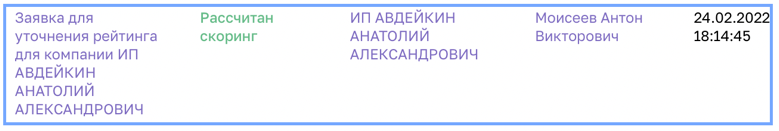 Заявка для
уточнения рейтинга
для компании ИП
АВДЕЙКИН
АНАТОЛИЙ
АЛЕКСАНДРОВИЧ
Рассчитан
скоринг
ИП АВДЕЙКИН
АНАТОЛИЙ
АЛЕКСАНДРОВИЧ
Моисеев Антон
Викторович
24.02.2022
18:14:45